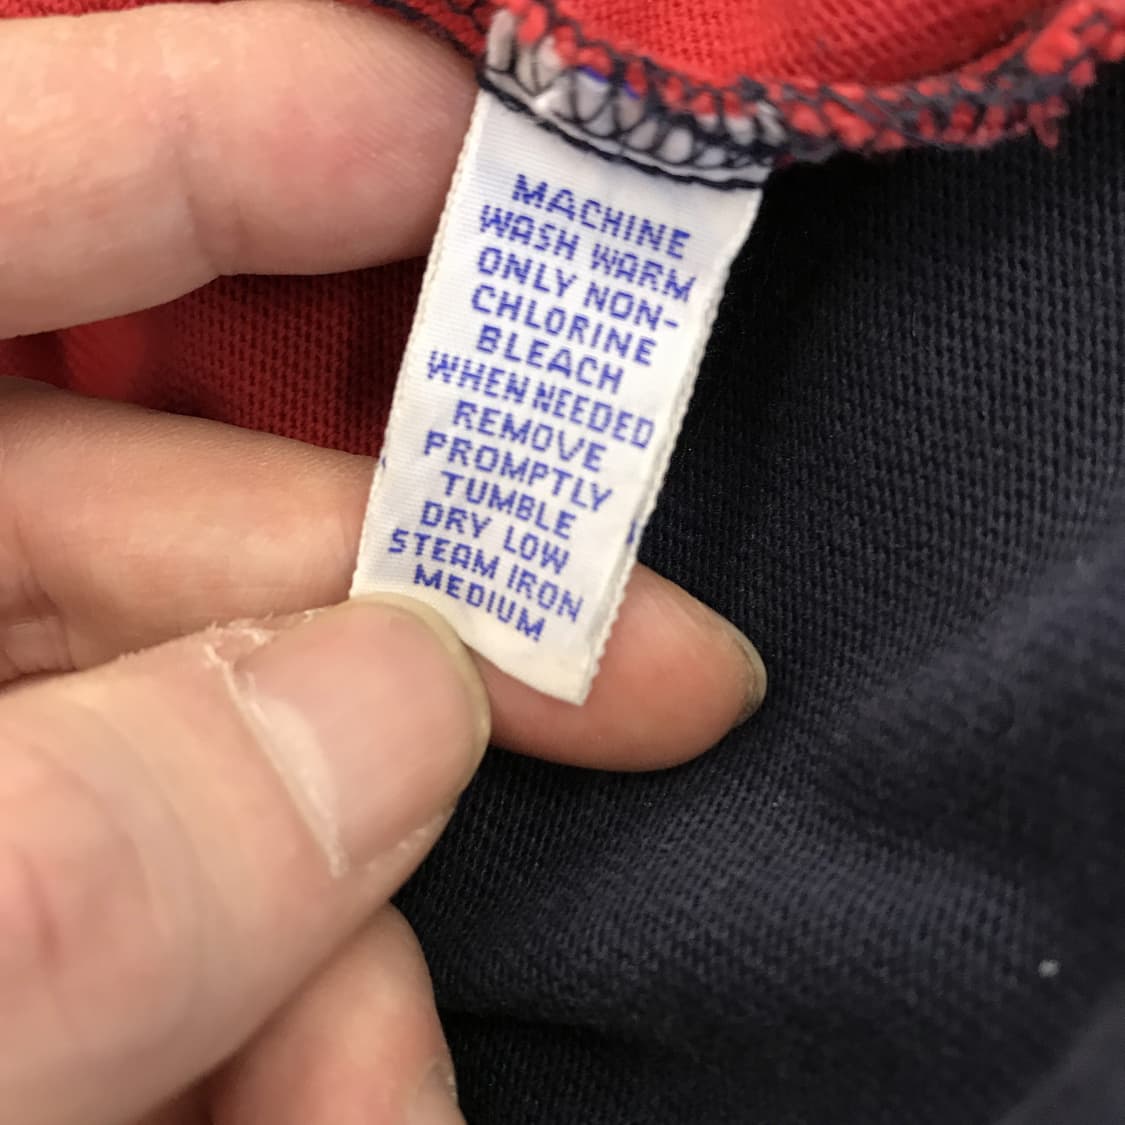 MACHINE
WASH WARM
ONLY NON-
CHLORINE
BLEACH
WHEN NEEDED
REMOVE
PROMPTLY
TUMBLE
DRY LOW
STEAM IRON
MEDIUM